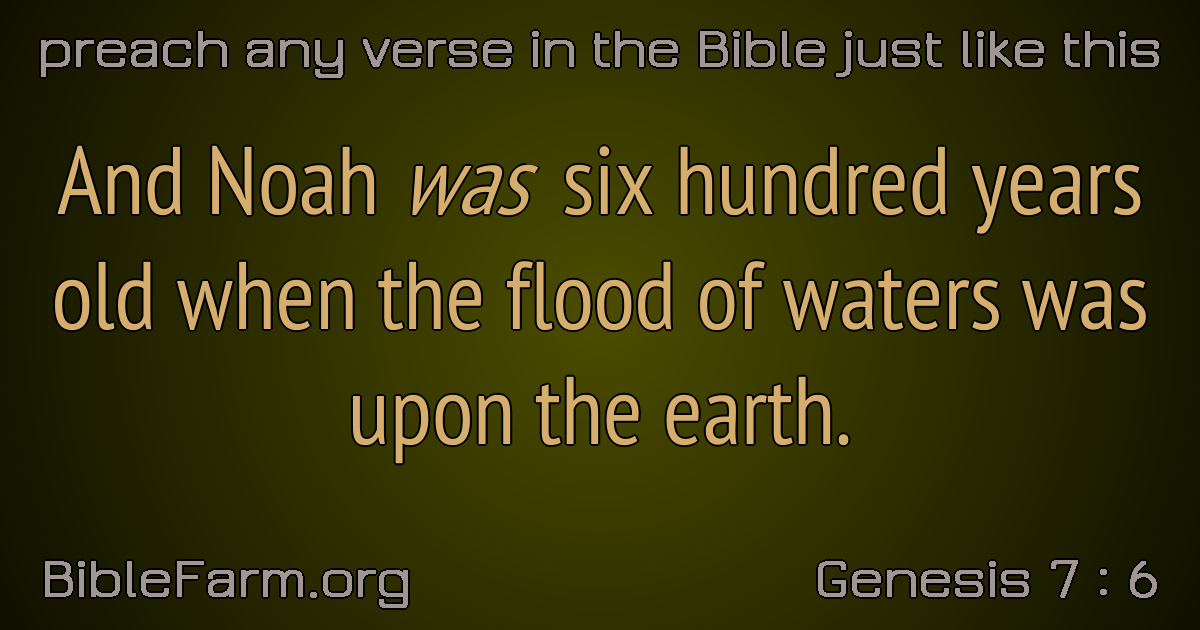 preach any verse in the Bible just like this
And Noah was six hundred years
old when the flood of waters was
upon the earth.
BibleFarm.org
Genesis 7 : 6